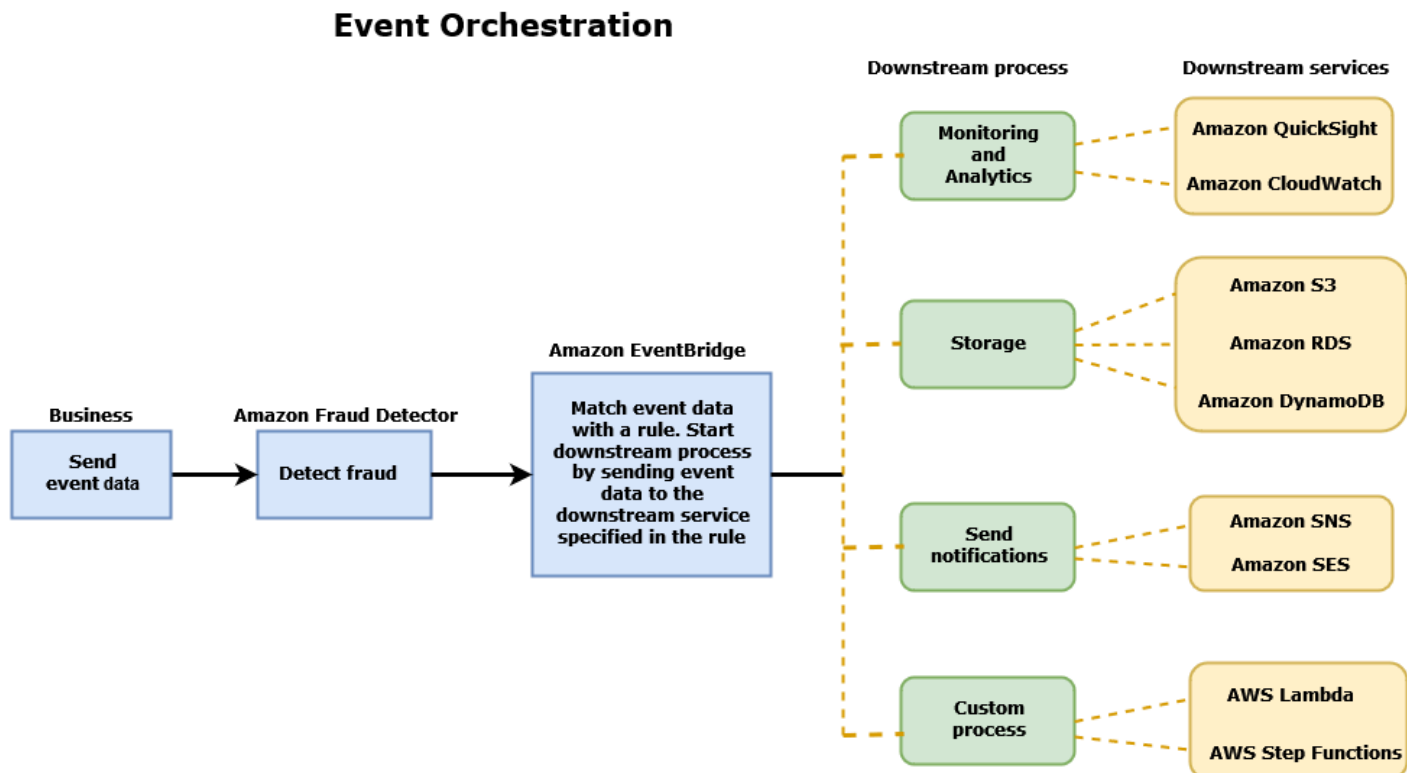 Event Orchestration
Downstream process
Downstream services
Monitoring
and
Analytics
Amazon QuickSight
Amazon CloudWatch
Storage
Amazon S3
Amazon RDS
Amazon DynamoDB
Business
Send
event data
Amazon Fraud Detector
Detect fraud
Amazon EventBridge
Match event data
with a rule. Start
downstream process
by sending event
data to the
downstream service
specified in the rule
Send
notifications
Amazon SNS
Amazon SES
Custom
process
AWS Lambda
AWS Step Functions